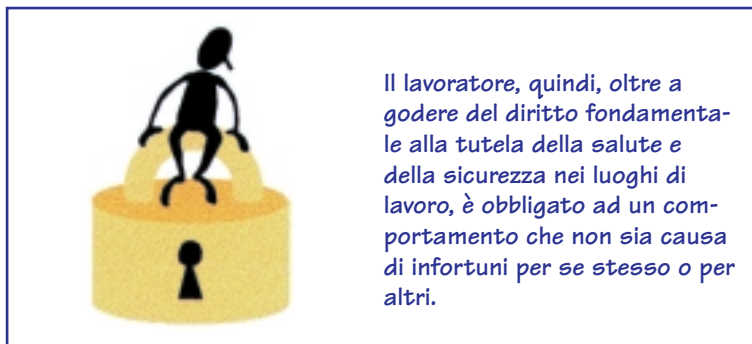 Il lavoratore, quindi, oltre a
godere del diritto fondamenta-
le alla tutela della salute e
della sicurezza nei luoghi di
lavoro, è obbligato ad un com-
portamento che non sia causa
di infortuni per se stesso o per
altri.